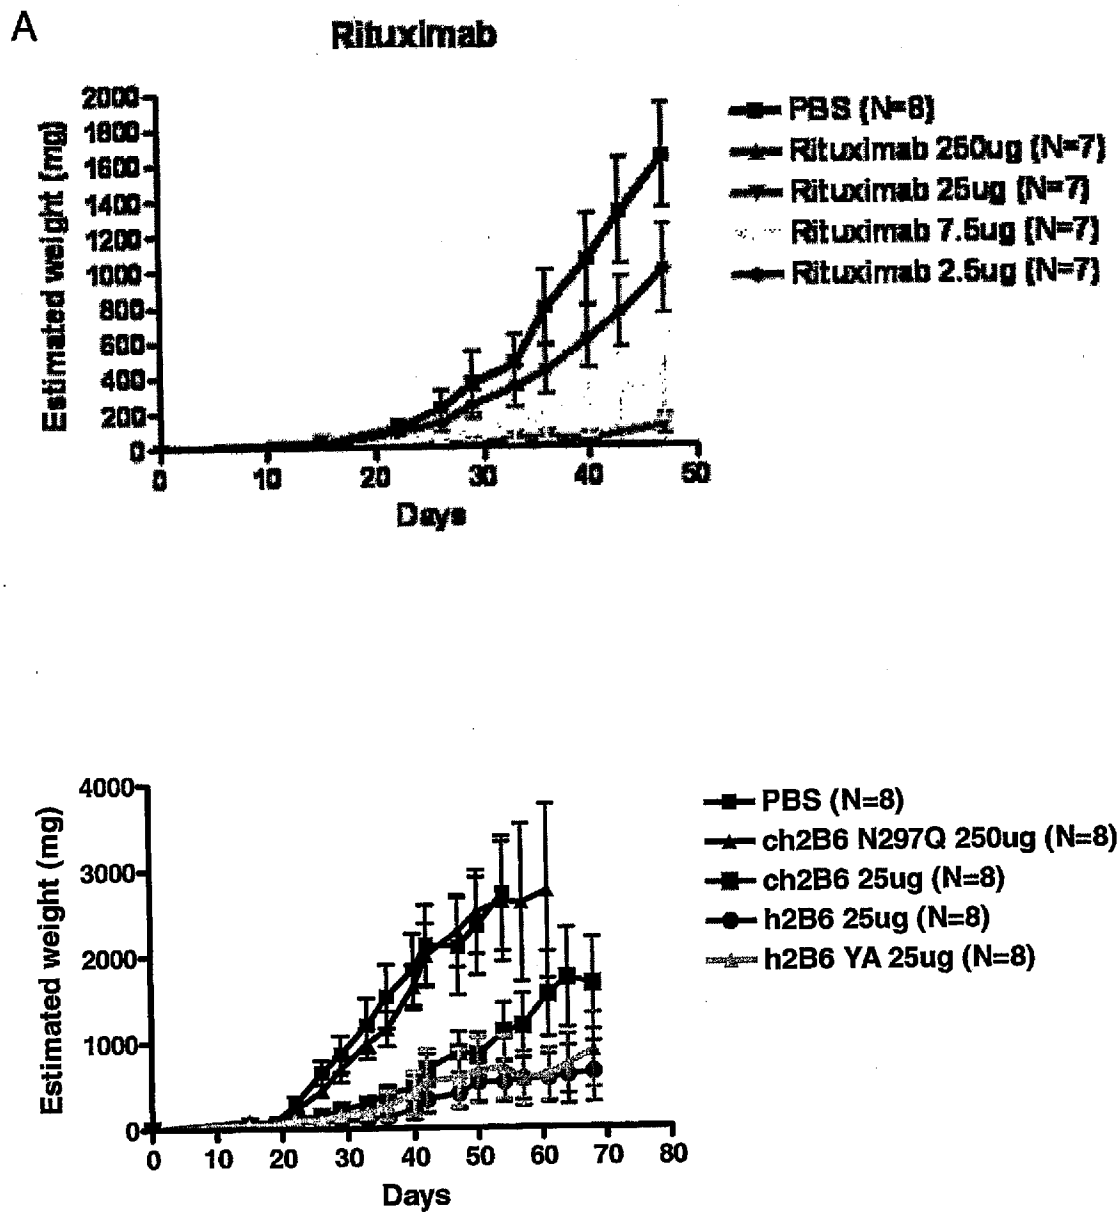 A
Rituximab
Estimated weight (mg)
2000
1800
1600
1400
1200
1000
800
600
400
200
0
0 10 20 30 40 50
Days
PBS (N=8)
Rituximab 250ug (N=7)
Rituximab 25ug (N=7)
Rituximab 7.5ug (N=7)
Rituximab 2.5ug (N=7)
Estimated weight (mg)
4000
3000
2000
1000
0
0 10 20 30 40 50 60 70 80
Days
PBS (N=8)
ch2B6 N297Q 250ug (N=8)
ch2B6 25ug (N=8)
h2B6 25ug (N=8)
h2B6 YA 25ug (N=8)